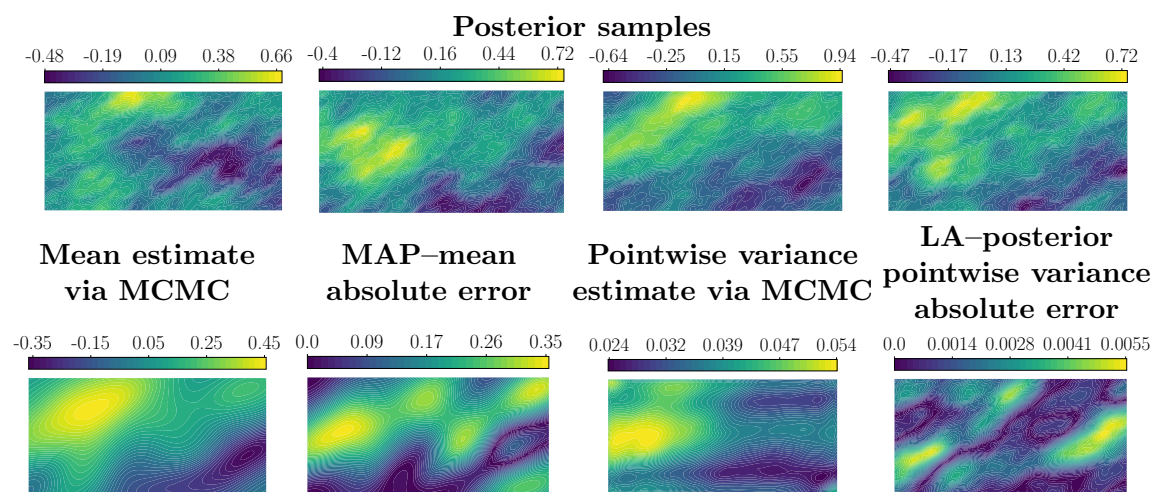 Posterior samples
-0.48 -0.19 0.09 0.38 0.66
-0.4 -0.12 0.16 0.44 0.72
-0.64 -0.25 0.15 0.55 0.94
-0.47 -0.17 0.13 0.42 0.72
Mean estimate
via MCMC
MAP–mean
absolute error
Pointwise variance
estimate via MCMC
LA–posterior
pointwise variance
absolute error
-0.35 -0.15 0.05 0.25 0.45
0.0 0.09 0.17 0.26 0.35
0.024 0.032 0.039 0.047 0.054
0.0 0.0014 0.0028 0.0041 0.0055